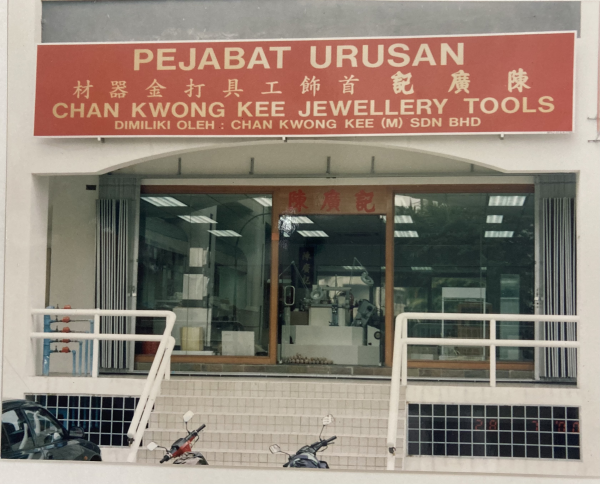 PEJABAT URUSAN
陳廣記首飾工具打金器材
CHAN KWONG KEE JEWELLERY TOOLS
DIMILIKI OLEH : CHAN KWONG KEE (M) SDN BHD
陳廣記